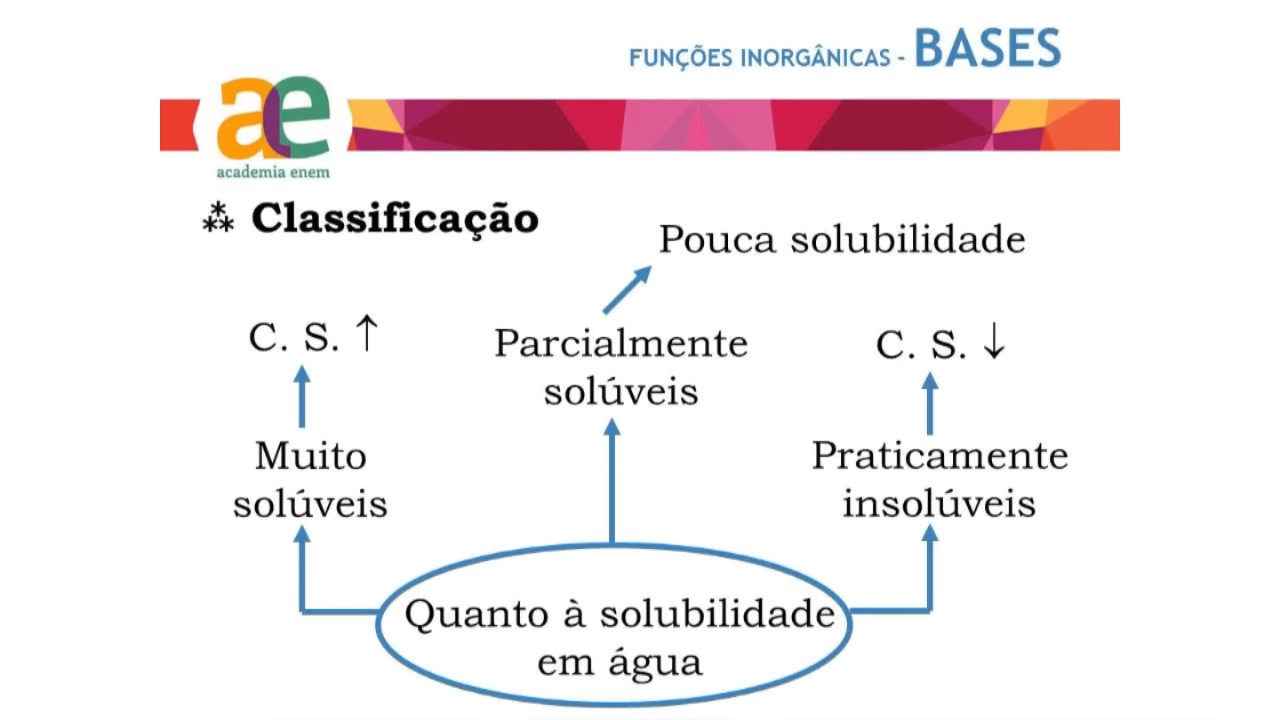 FUNÇÕES INORGÂNICAS - BASES
ae
academia enem
⁂ Classificação
Pouca solubilidade
C. S. ↑
Parcialmente
solúveis
C. S. ↓
Muito
solúveis
Praticamente
insolúveis
Quanto à solubilidade
em água